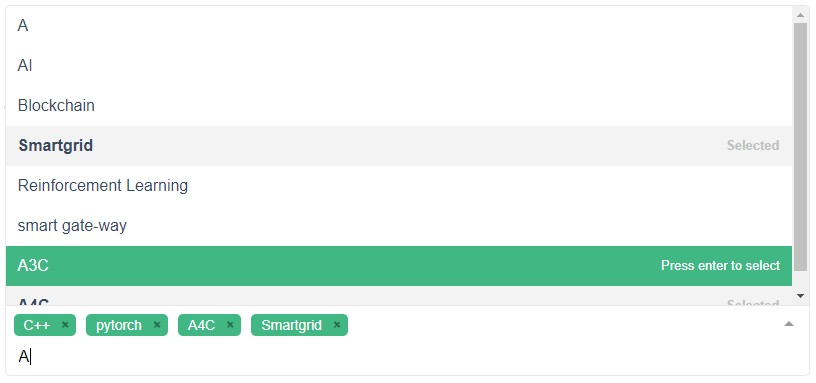 A
AI
Blockchain
Smartgrid Selected
Reinforcement Learning
smart gate-way
A3C Press enter to select
A4C Selected
C++ × pytorch × A4C × Smartgrid ×
A